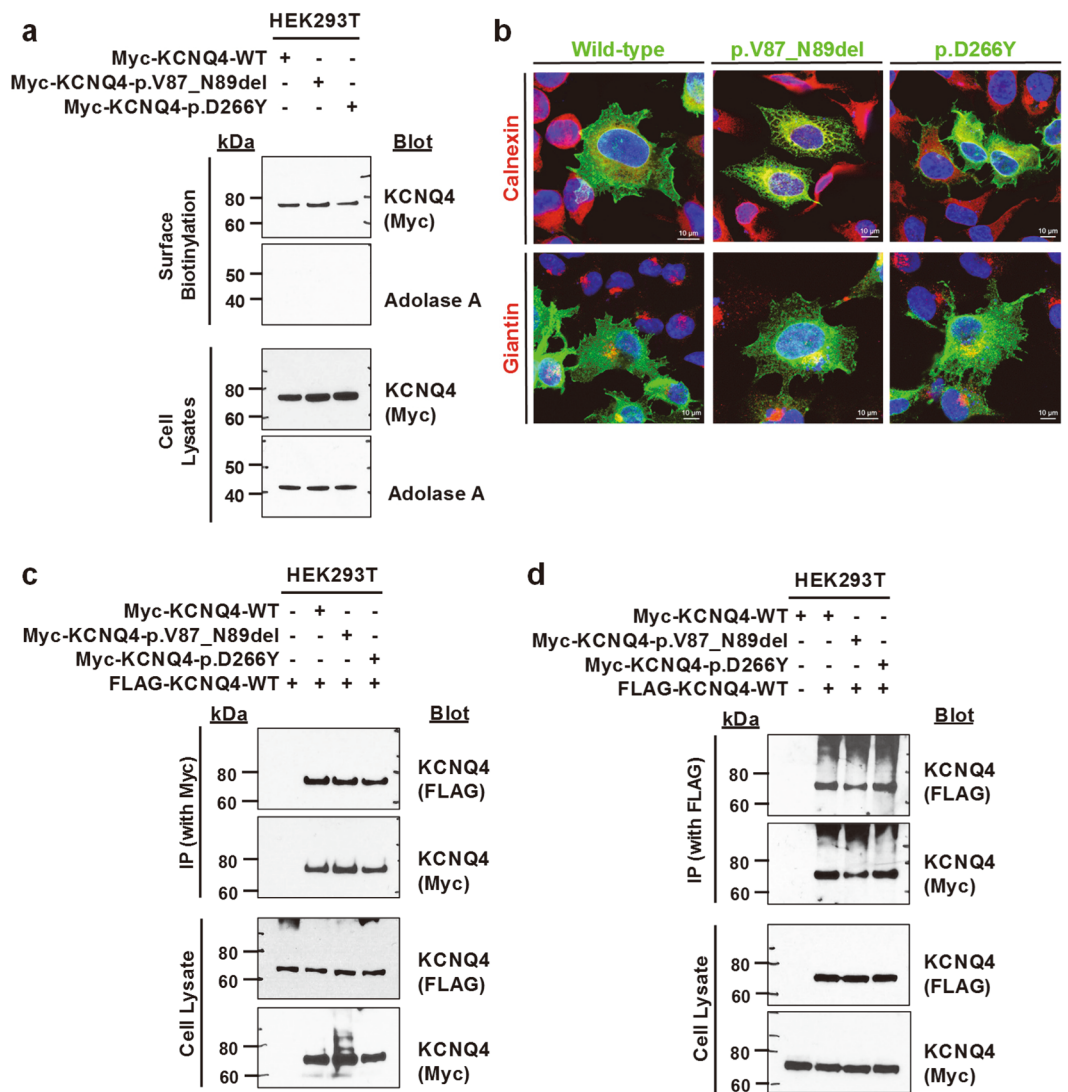 a
HEK293T
Myc-KCNQ4-WT + - -
Myc-KCNQ4-p.V87_N89del - + -
Myc-KCNQ4-p.D266Y - - +
kDa
Blot
Surface
Biotinylation
80
60
KCNQ4
(Myc)
50
40
Adolase A
Cell
Lysates
80
60
KCNQ4
(Myc)
50
40
Adolase A
b
Wild-type
p.V87_N89del
p.D266Y
Calnexin
10 µm
10 µm
10 µm
Giantin
10 µm
10 µm
10 µm
c
HEK293T
Myc-KCNQ4-WT - + - -
Myc-KCNQ4-p.V87_N89del - - + -
Myc-KCNQ4-p.D266Y - - - +
FLAG-KCNQ4-WT + + + +
kDa
Blot
IP (with Myc)
80
60
KCNQ4
(FLAG)
80
60
KCNQ4
(Myc)
Cell Lysate
80
60
KCNQ4
(FLAG)
80
60
KCNQ4
(Myc)
d
HEK293T
Myc-KCNQ4-WT + + - -
Myc-KCNQ4-p.V87_N89del - - + -
Myc-KCNQ4-p.D266Y - - - +
FLAG-KCNQ4-WT - + + +
kDa
Blot
IP (with FLAG)
80
60
KCNQ4
(FLAG)
80
60
KCNQ4
(Myc)
Cell Lysate
80
60
KCNQ4
(FLAG)
80
60
KCNQ4
(Myc)